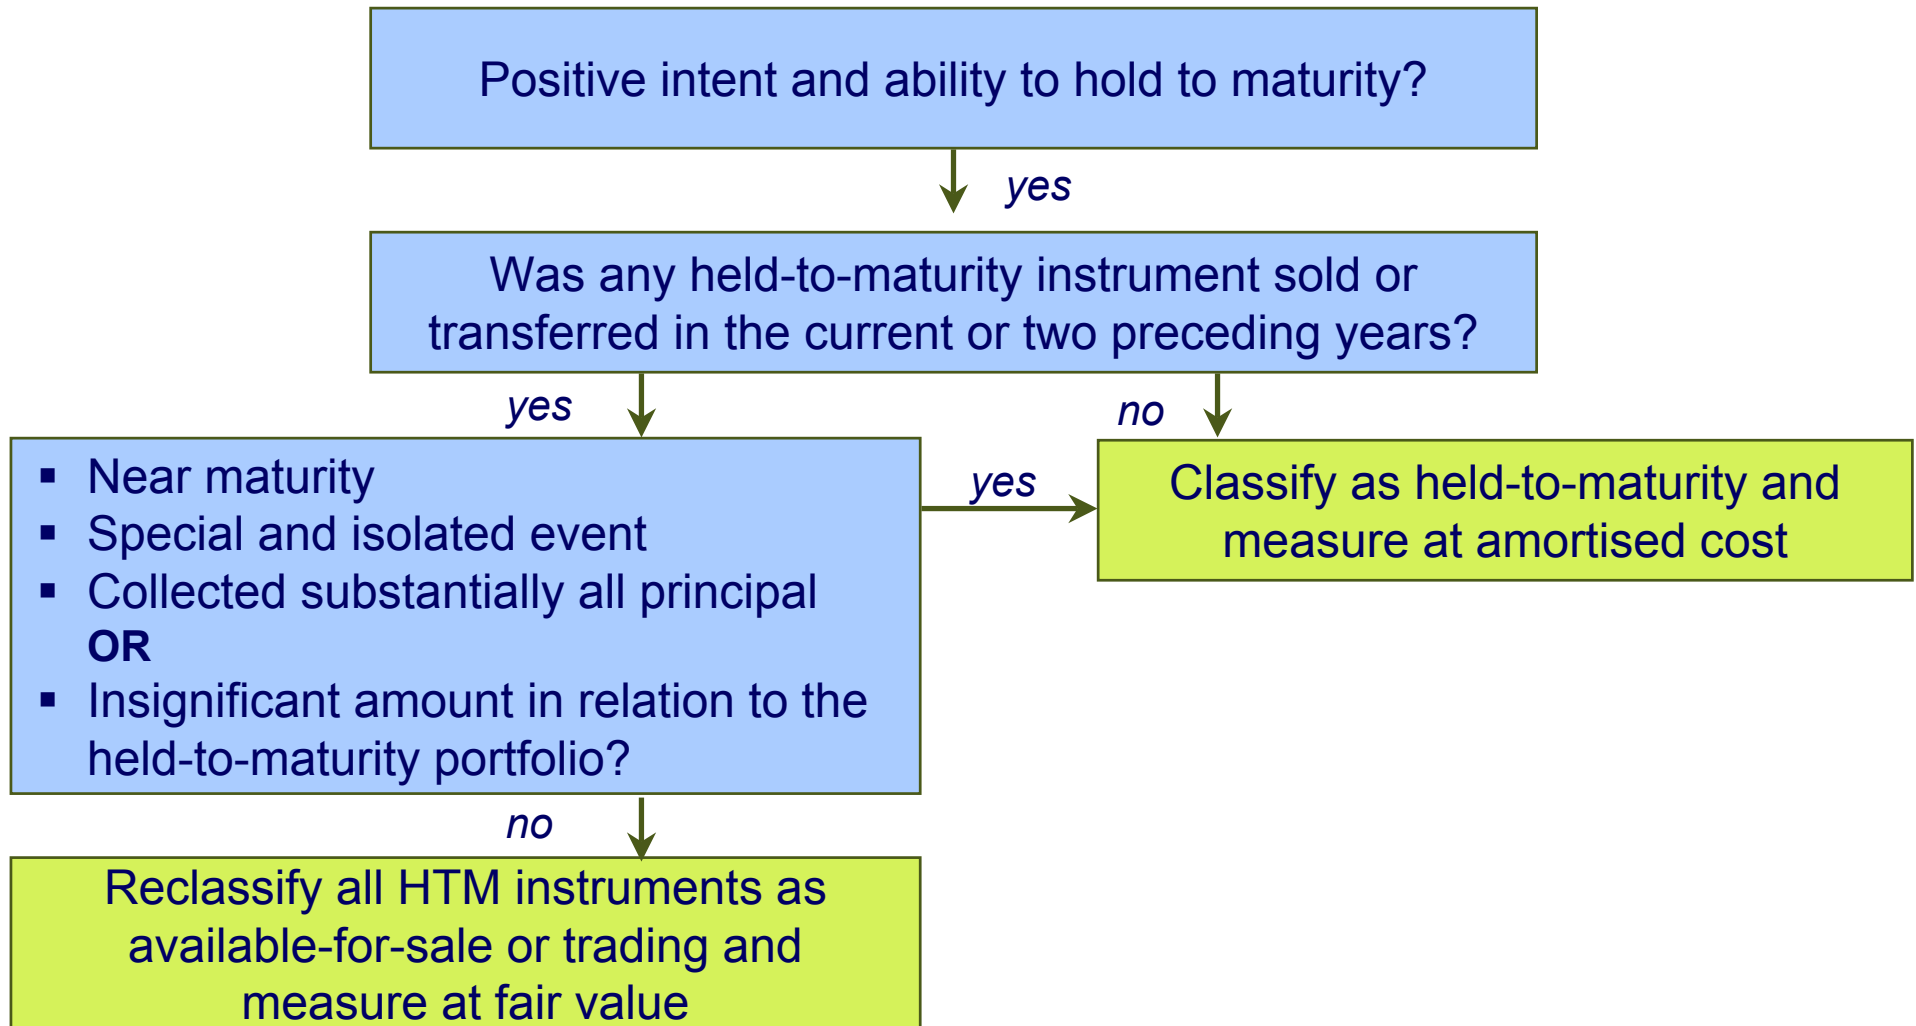 Positive intent and ability to hold to maturity?
yes
Was any held-to-maturity instrument sold or
transferred in the current or two preceding years?
yes
no
▪ Near maturity
▪ Special and isolated event
▪ Collected substantially all principal
OR
▪ Insignificant amount in relation to the
held-to-maturity portfolio?
yes
Classify as held-to-maturity and
measure at amortised cost
no
Reclassify all HTM instruments as
available-for-sale or trading and
measure at fair value